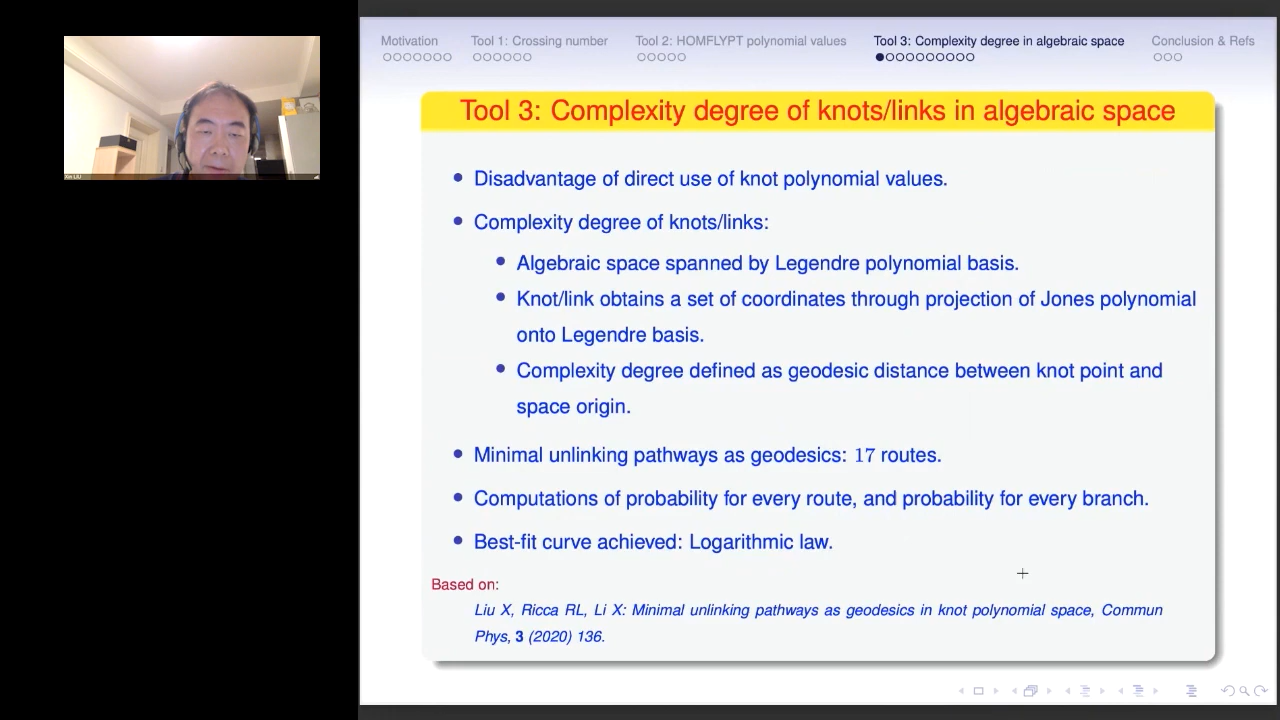 Motivation
Tool 1: Crossing number
Tool 2: HOMFLYPT polynomial values
Tool 3: Complexity degree in algebraic space
Conclusion & Refs
Tool 3: Complexity degree of knots/links in algebraic space
Disadvantage of direct use of knot polynomial values.
Complexity degree of knots/links:
Algebraic space spanned by Legendre polynomial basis.
Knot/link obtains a set of coordinates through projection of Jones polynomial
onto Legendre basis.
Complexity degree defined as geodesic distance between knot point and
space origin.
Minimal unlinking pathways as geodesics: 17 routes.
Computations of probability for every route, and probability for every branch.
Best-fit curve achieved: Logarithmic law.
Based on:
Liu X, Ricca RL, Li X: Minimal unlinking pathways as geodesics in knot polynomial space, Commun
Phys, 3 (2020) 136.
Xin LIU